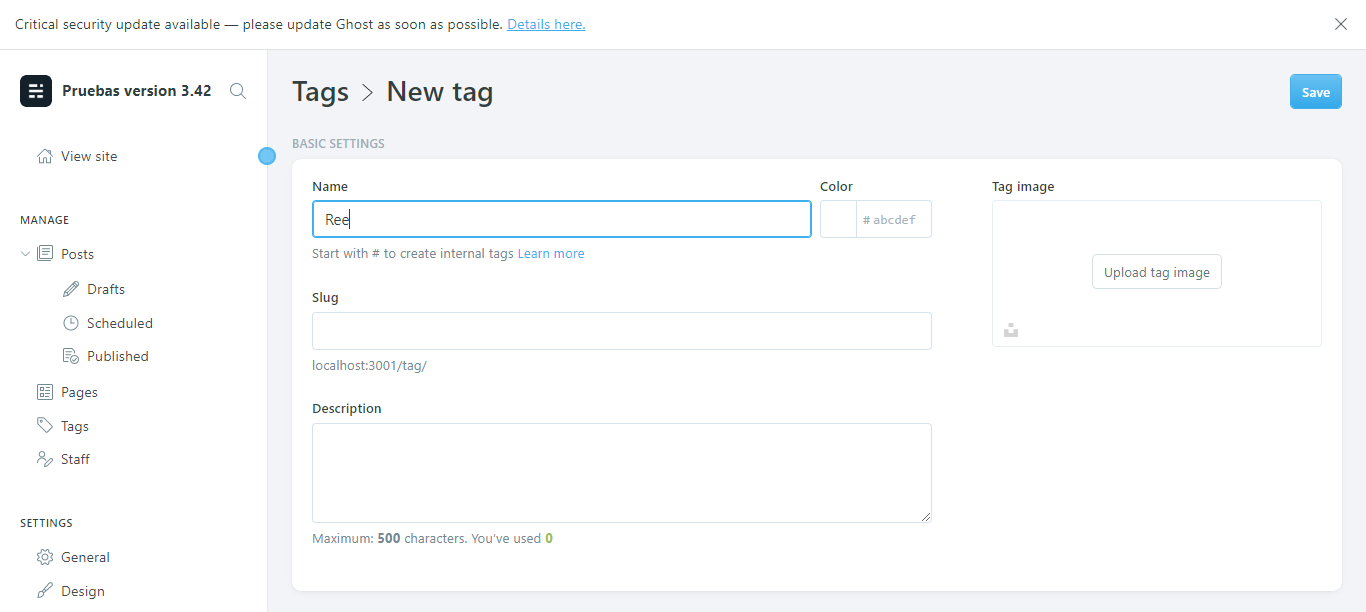 Critical security update available — please update Ghost as soon as possible. Details here.
Pruebas version 3.42
View site
MANAGE
Posts
Drafts
Scheduled
Published
Pages
Tags
Staff
SETTINGS
General
Design
Tags > New tag
Save
BASIC SETTINGS
Name
Ree
Start with # to create internal tags Learn more
Color
# abcdef
Slug
localhost:3001/tag/
Description
Maximum: 500 characters. You've used 0
Tag image
Upload tag image